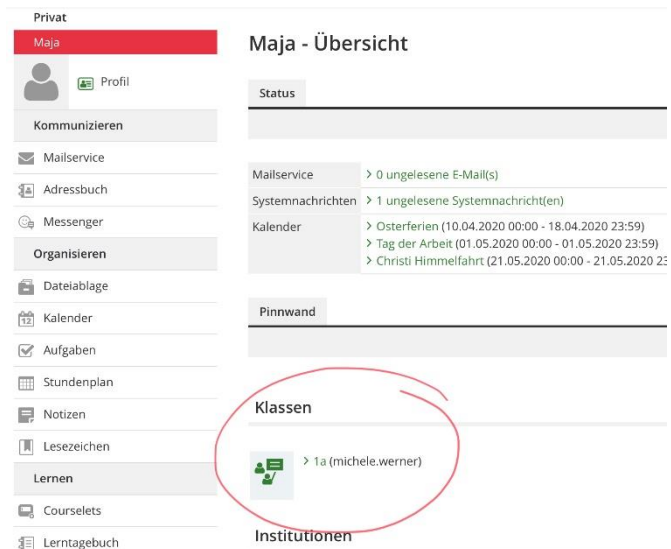 Privat
Maja
Profil
Kommunizieren
Mailservice
Adressbuch
Messenger
Organisieren
Dateiablage
12
Kalender
Aufgaben
Stundenplan
Notizen
Lesezeichen
Lernen
Courselets
Lerntagebuch
Maja - Übersicht
Status
Mailservice > 0 ungelesene E-Mail(s)
Systemnachrichten > 1 ungelesene Systemnachricht(en)
Kalender > Osterferien (10.04.2020 00:00 - 18.04.2020 23:59)
> Tag der Arbeit (01.05.2020 00:00 - 01.05.2020 23:59)
> Christi Himmelfahrt (21.05.2020 00:00 - 21.05.2020 23
Pinnwand
Klassen
> 1a (michele.werner)
Institutionen